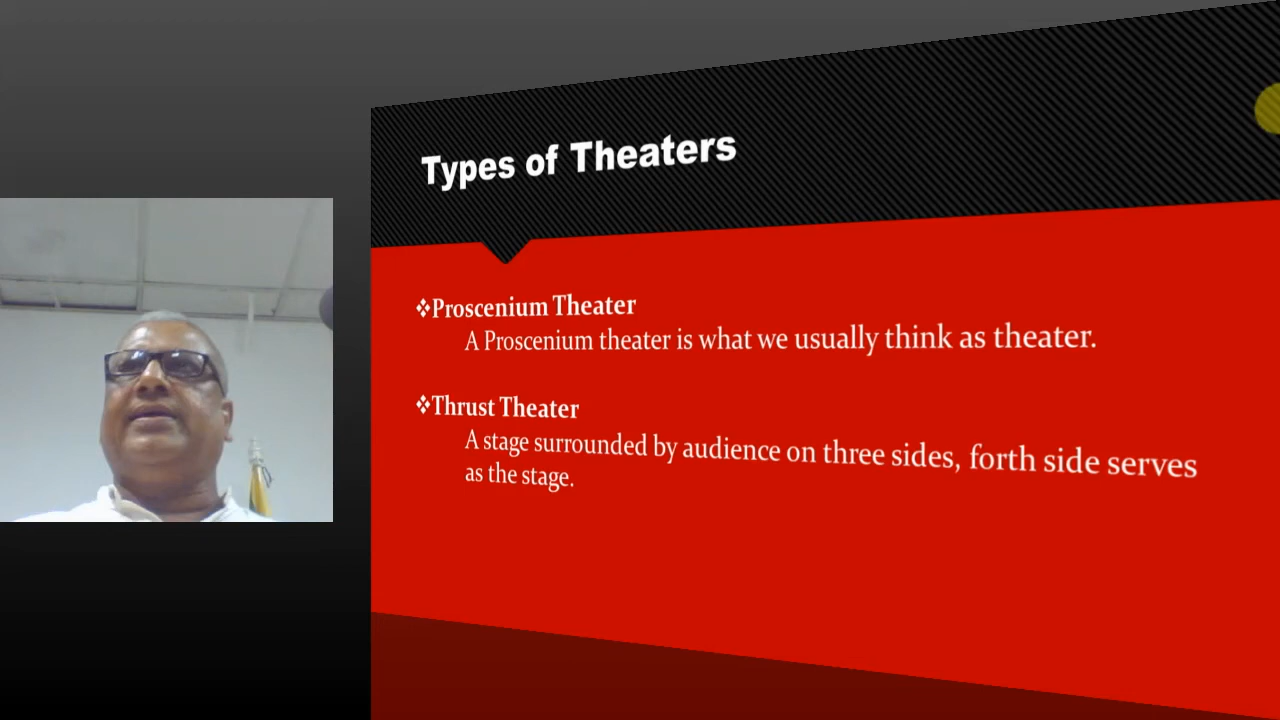 Types of Theaters
❖Proscenium Theater
A Proscenium theater is what we usually think as theater.
❖Thrust Theater
A stage surrounded by audience on three sides, forth side serves
as the stage.